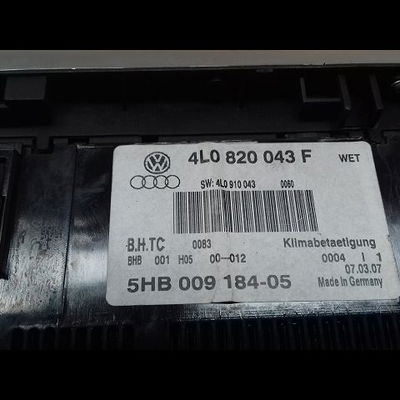 4L0 820 043 F WET
SW: 4L0 910 043 0060
B.H.TC 0083 Klimabetaetigung
BHB 001 H05 00-012 0004 I 1
07.03.07
5HB 009 184-05 Made in Germany